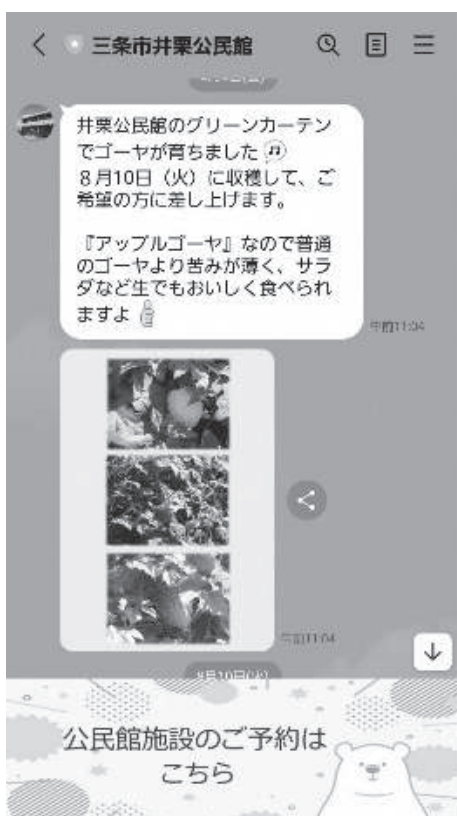 三条市井栗公民館
井栗公民館のグリーンカーテン
でゴーヤが育ちました
8月10日（火）に収穫して、ご
希望の方に差し上げます。
『アップルゴーヤ』なので普通
のゴーヤより苦みが薄く、サラ
ダなど生でもおいしく食べられ
ますよ
午前11:04
午前11:04
8月10日(火)
公民館施設のご予約は
こちら